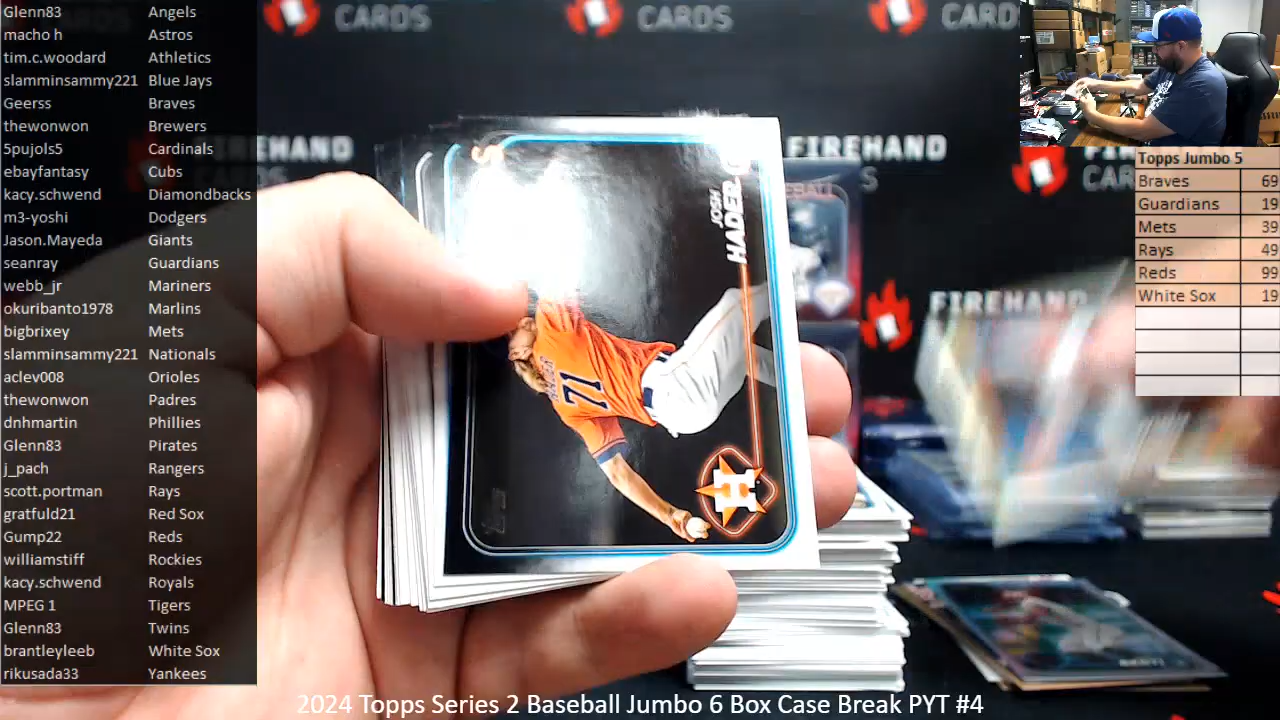 Glenn83 Angels
macho h Astros
tim.c.woodard Athletics
slamminsammy221 Blue Jays
Geerss Braves
thewonwon Brewers
5pujols5 Cardinals
ebayfantasy Cubs
kacy.schwend Diamondbacks
m3-yoshi Dodgers
Jason.Mayeda Giants
seanray Guardians
webb_jr Mariners
okuribanto1978 Marlins
bigbrixey Mets
slamminsammy221 Nationals
aclev008 Orioles
thewonwon Padres
dnhmartin Phillies
Glenn83 Pirates
j_pach Rangers
scott.portman Rays
gratfuld21 Red Sox
Gump22 Reds
williamstiff Rockies
kacy.schwend Royals
MPEG 1 Tigers
Glenn83 Twins
brantleyleeb White Sox
rikusada33 Yankees
CARDS
CARDS
CARDS
FIREHAND
FIREHAND
JOSH
HADER
71
Topps Jumbo 5
Braves 69
Guardians 19
Mets 39
Rays 49
Reds 99
White Sox 19
2024 Topps Series 2 Baseball Jumbo 6 Box Case Break PYT #4